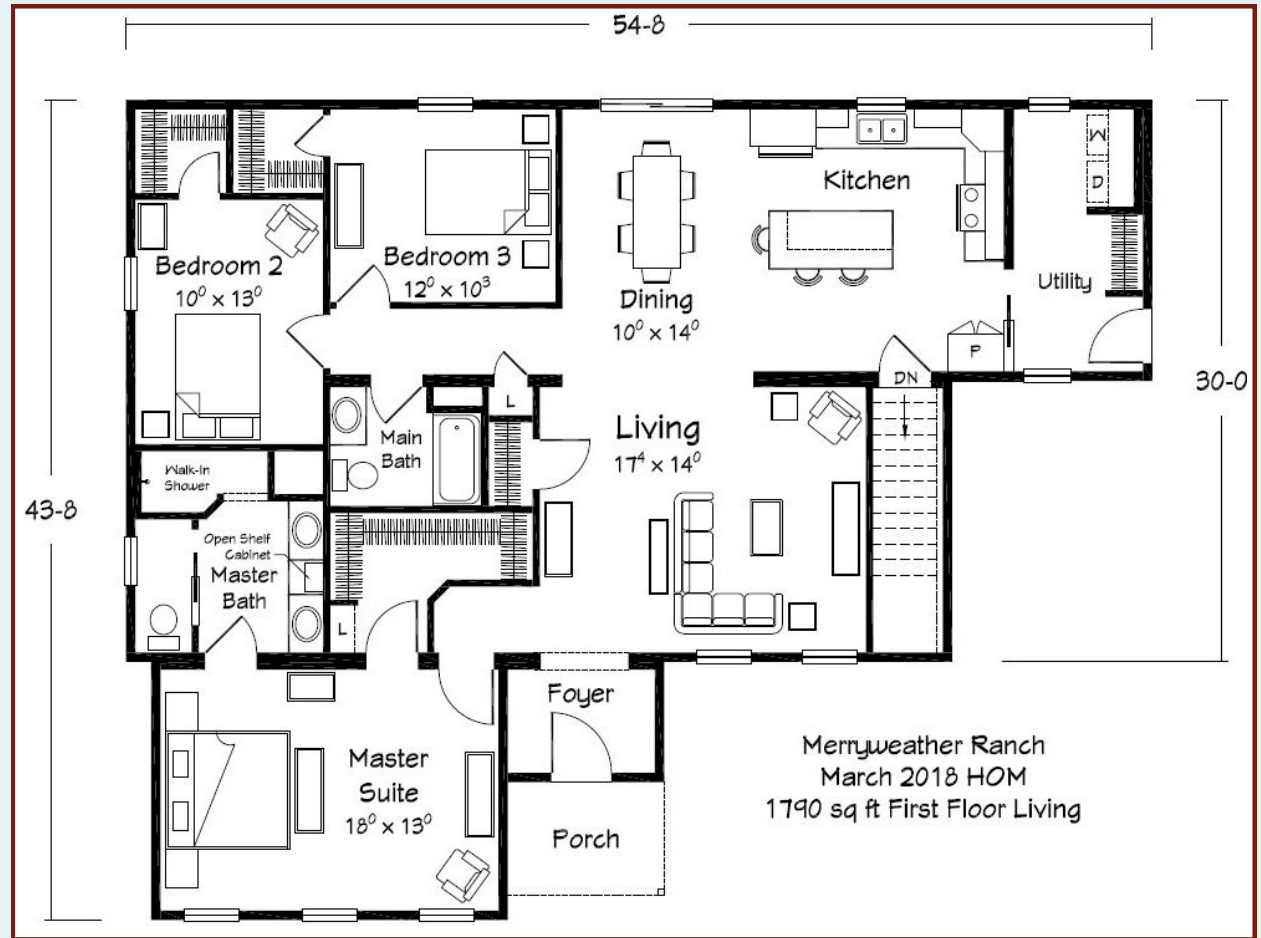 54-8
Kitchen
W
D
Bedroom 3
12⁰ x 10³
Bedroom 2
10⁰ x 13⁰
Dining
10⁰ x 14⁰
Utility
P
DN
30-0
L
Main
Bath
Living
17⁴ x 14⁰
43-8
Walk-In
Shower
Open Shelf
Cabinet
Master
Bath
L
Foyer
Master
Suite
18⁰ x 13⁰
Porch
Merryweather Ranch
March 2018 HOM
1790 sq ft First Floor Living